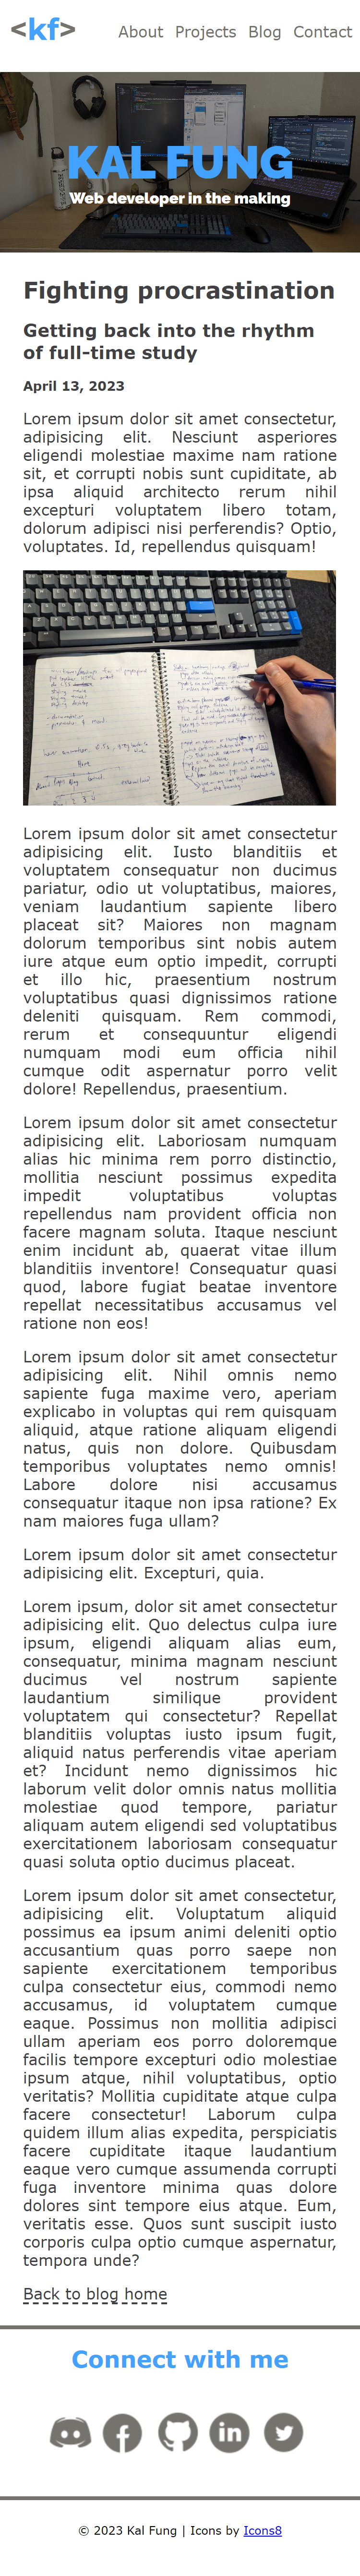 <kf>
About Projects Blog Contact
KAL FUNG
Web developer in the making
Fighting procrastination
Getting back into the rhythm
of full-time study
April 13, 2023
Lorem ipsum dolor sit amet consectetur,
adipisicing elit. Nesciunt asperiores
eligendi molestiae maxime nam ratione
sit, et corrupti nobis sunt cupiditate, ab
ipsa aliquid architecto rerum nihil
excepturi voluptatem libero totam,
dolorum adipisci nisi perferendis? Optio,
voluptates. Id, repellendus quisquam!
Lorem ipsum dolor sit amet consectetur
adipisicing elit. Iusto blanditiis et
voluptatem consequatur non ducimus
pariatur, odio ut voluptatibus, maiores,
veniam laudantium sapiente libero
placeat sit? Maiores non magnam
dolorum temporibus sint nobis autem
iure atque eum optio impedit, corrupti
et illo hic, praesentium nostrum
voluptatibus quasi dignissimos ratione
deleniti quisquam. Rem commodi,
rerum et consequuntur eligendi
numquam modi eum officia nihil
cumque odit aspernatur porro velit
dolore! Repellendus, praesentium.
Lorem ipsum dolor sit amet consectetur
adipisicing elit. Laboriosam numquam
alias hic minima rem porro distinctio,
mollitia nesciunt possimus expedita
impedit voluptatibus voluptas
repellendus nam provident officia non
facere magnam soluta. Itaque nesciunt
enim incidunt ab, quaerat vitae illum
blanditiis inventore! Consequatur quasi
quod, labore fugiat beatae inventore
repellat necessitatibus accusamus vel
ratione non eos!
Lorem ipsum dolor sit amet consectetur
adipisicing elit. Nihil omnis nemo
sapiente fuga maxime vero, aperiam
explicabo in voluptas qui rem quisquam
aliquid, atque ratione aliquam eligendi
natus, quis non dolore. Quibusdam
temporibus voluptates nemo omnis!
Labore dolore nisi accusamus
consequatur itaque non ipsa ratione? Ex
nam maiores fuga ullam?
Lorem ipsum dolor sit amet consectetur
adipisicing elit. Excepturi, quia.
Lorem ipsum, dolor sit amet consectetur
adipisicing elit. Quo delectus culpa iure
ipsum, eligendi aliquam alias eum,
consequatur, minima magnam nesciunt
ducimus vel nostrum sapiente
laudantium similique provident
voluptatem qui consectetur? Repellat
blanditiis voluptas iusto ipsum fugit,
aliquid natus perferendis vitae aperiam
et? Incidunt nemo dignissimos hic
laborum velit dolor omnis natus mollitia
molestiae quod tempore, pariatur
aliquam autem eligendi sed voluptatibus
exercitationem laboriosam consequatur
quasi soluta optio ducimus placeat.
Lorem ipsum dolor sit amet consectetur,
adipisicing elit. Voluptatum aliquid
possimus ea ipsum animi deleniti optio
accusantium quas porro saepe non
sapiente exercitationem temporibus
culpa consectetur eius, commodi nemo
accusamus, id voluptatem cumque
eaque. Possimus non mollitia adipisci
ullam aperiam eos porro doloremque
facilis tempore excepturi odio molestiae
ipsum atque, nihil voluptatibus, optio
veritatis? Mollitia cupiditate atque culpa
facere consectetur! Laborum culpa
quidem illum alias expedita, perspiciatis
facere cupiditate itaque laudantium
eaque vero cumque assumenda corrupti
fuga inventore minima quas dolore
dolores sint tempore eius atque. Eum,
veritatis esse. Quos sunt suscipit iusto
corporis culpa optio cumque aspernatur,
tempora unde?
Back to blog home
Connect with me
© 2023 Kal Fung | Icons by Icons8